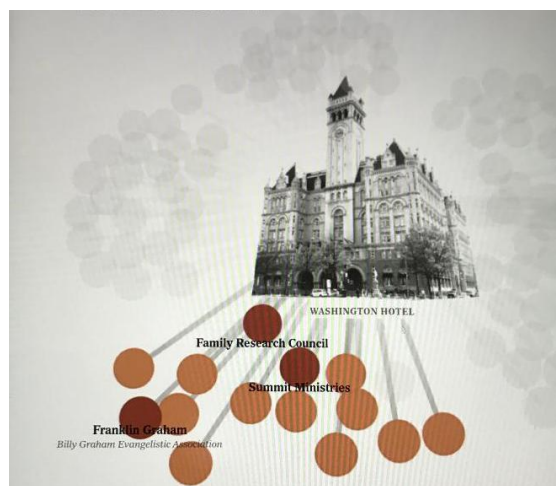 WASHINGTON HOTEL
Family Research Council
Summit Ministries
Franklin Graham
Billy Graham Evangelistic Association